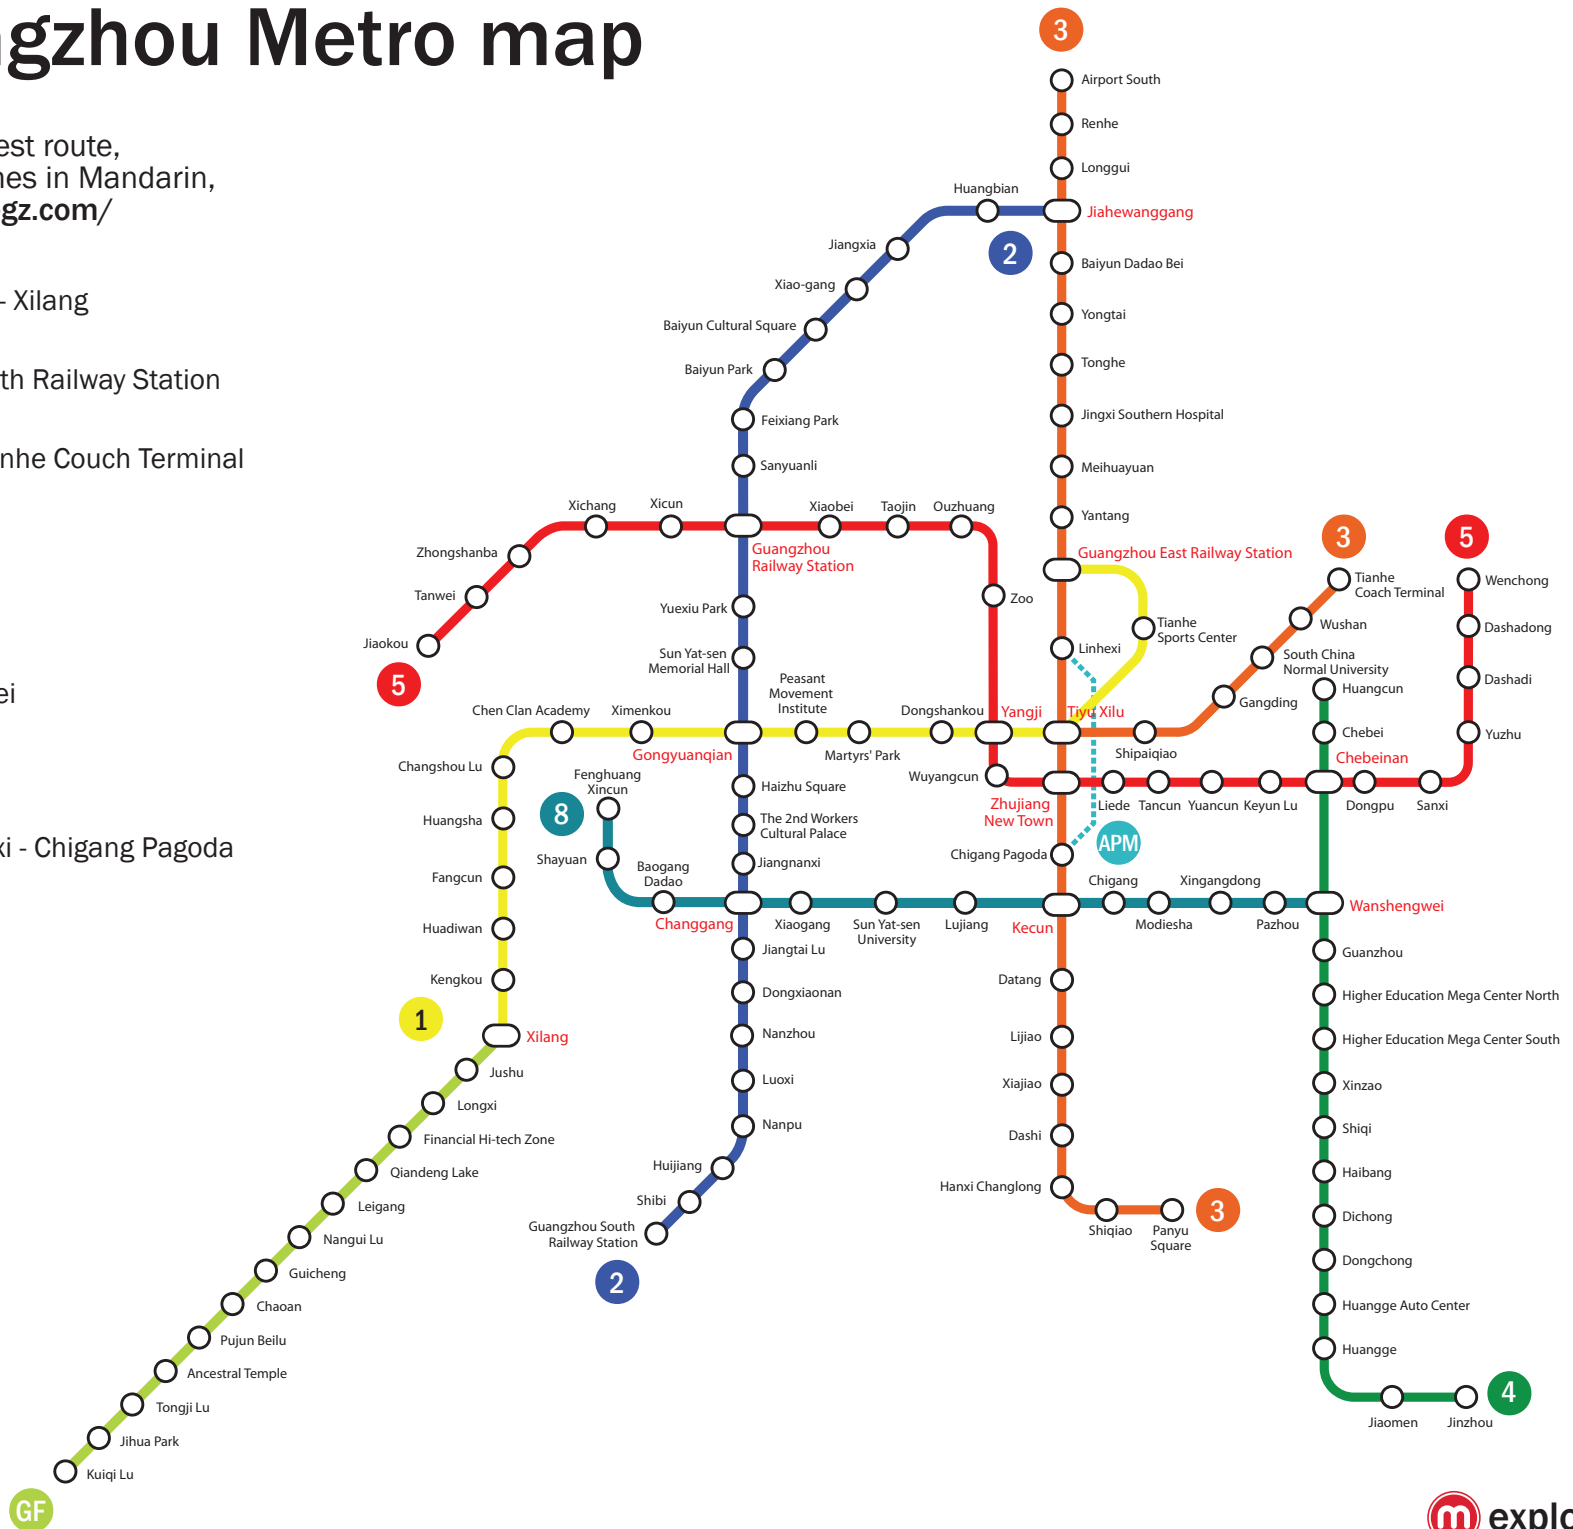 ngzhou Metro map
est route,
nes in Mandarin,
gz.com/
- Xilang
th Railway Station
nhe Couch Terminal
ei
xi - Chigang Pagoda
3
Airport South
Renhe
Longgui
Huangbian
Jiahewanggang
2
Jiangxia
Baiyun Dadao Bei
Xiao-gang
Yongtai
Baiyun Cultural Square
Tonghe
Baiyun Park
Jingxi Southern Hospital
Feixiang Park
Sanyuanli
Meihuayuan
Xichang
Xicun
Xiaobei
Taojin
Ouzhuang
Yantang
Guangzhou
Railway Station
Zhongshanba
Guangzhou East Railway Station
3
5
Tianhe
Coach Terminal
Wenchong
Tanwei
Zoo
Yuexiu Park
Tianhe
Sports Center
Wushan
Dashadong
Jiaokou
5
Sun Yat-sen
Memorial Hall
Linhexi
South China
Normal University
Dashadi
Huangcun
Peasant
Movement
Institute
Gangding
Chen Clan Academy
Ximenkou
Dongshankou
Yangji
Tiyu Xilu
Chebei
Yuzhu
Gongyuanqian
Martyrs' Park
Shipaiqiao
Chebeinan
Changshou Lu
Fenghuang
Xincun
Wuyangcun
Haizhu Square
Zhujiang
New Town
Liede
Tancun
Yuancun
Keyun Lu
Dongpu
Sanxi
8
Huangsha
The 2nd Workers
Cultural Palace
APM
Shayuan
Jiangnanxi
Chigang Pagoda
Fangcun
Baogang
Dadao
Chigang
Xingangdong
Changgang
Xiaogang
Sun Yat-sen
University
Lujiang
Kecun
Modiesha
Pazhou
Wanshengwei
Huadiwan
Jiangtai Lu
Guanzhou
Kengkou
Dongxiaonan
Datang
Higher Education Mega Center North
1
Xilang
Nanzhou
Lijiao
Higher Education Mega Center South
Jushu
Luoxi
Xiajiao
Xinzao
Longxi
Nanpu
Dashi
Shiqi
Financial Hi-tech Zone
Huijiang
Haibang
Qiandeng Lake
Shibi
Hanxi Changlong
Leigang
Guangzhou South
Railway Station
Shiqiao
Panyu
Square
3
Dichong
Nangui Lu
2
Dongchong
Guicheng
Chaoan
Huangge Auto Center
Pujun Beilu
Huangge
Ancestral Temple
4
Tongji Lu
Jiaomen
Jinzhou
Jihua Park
Kuiqi Lu
GF
m explo